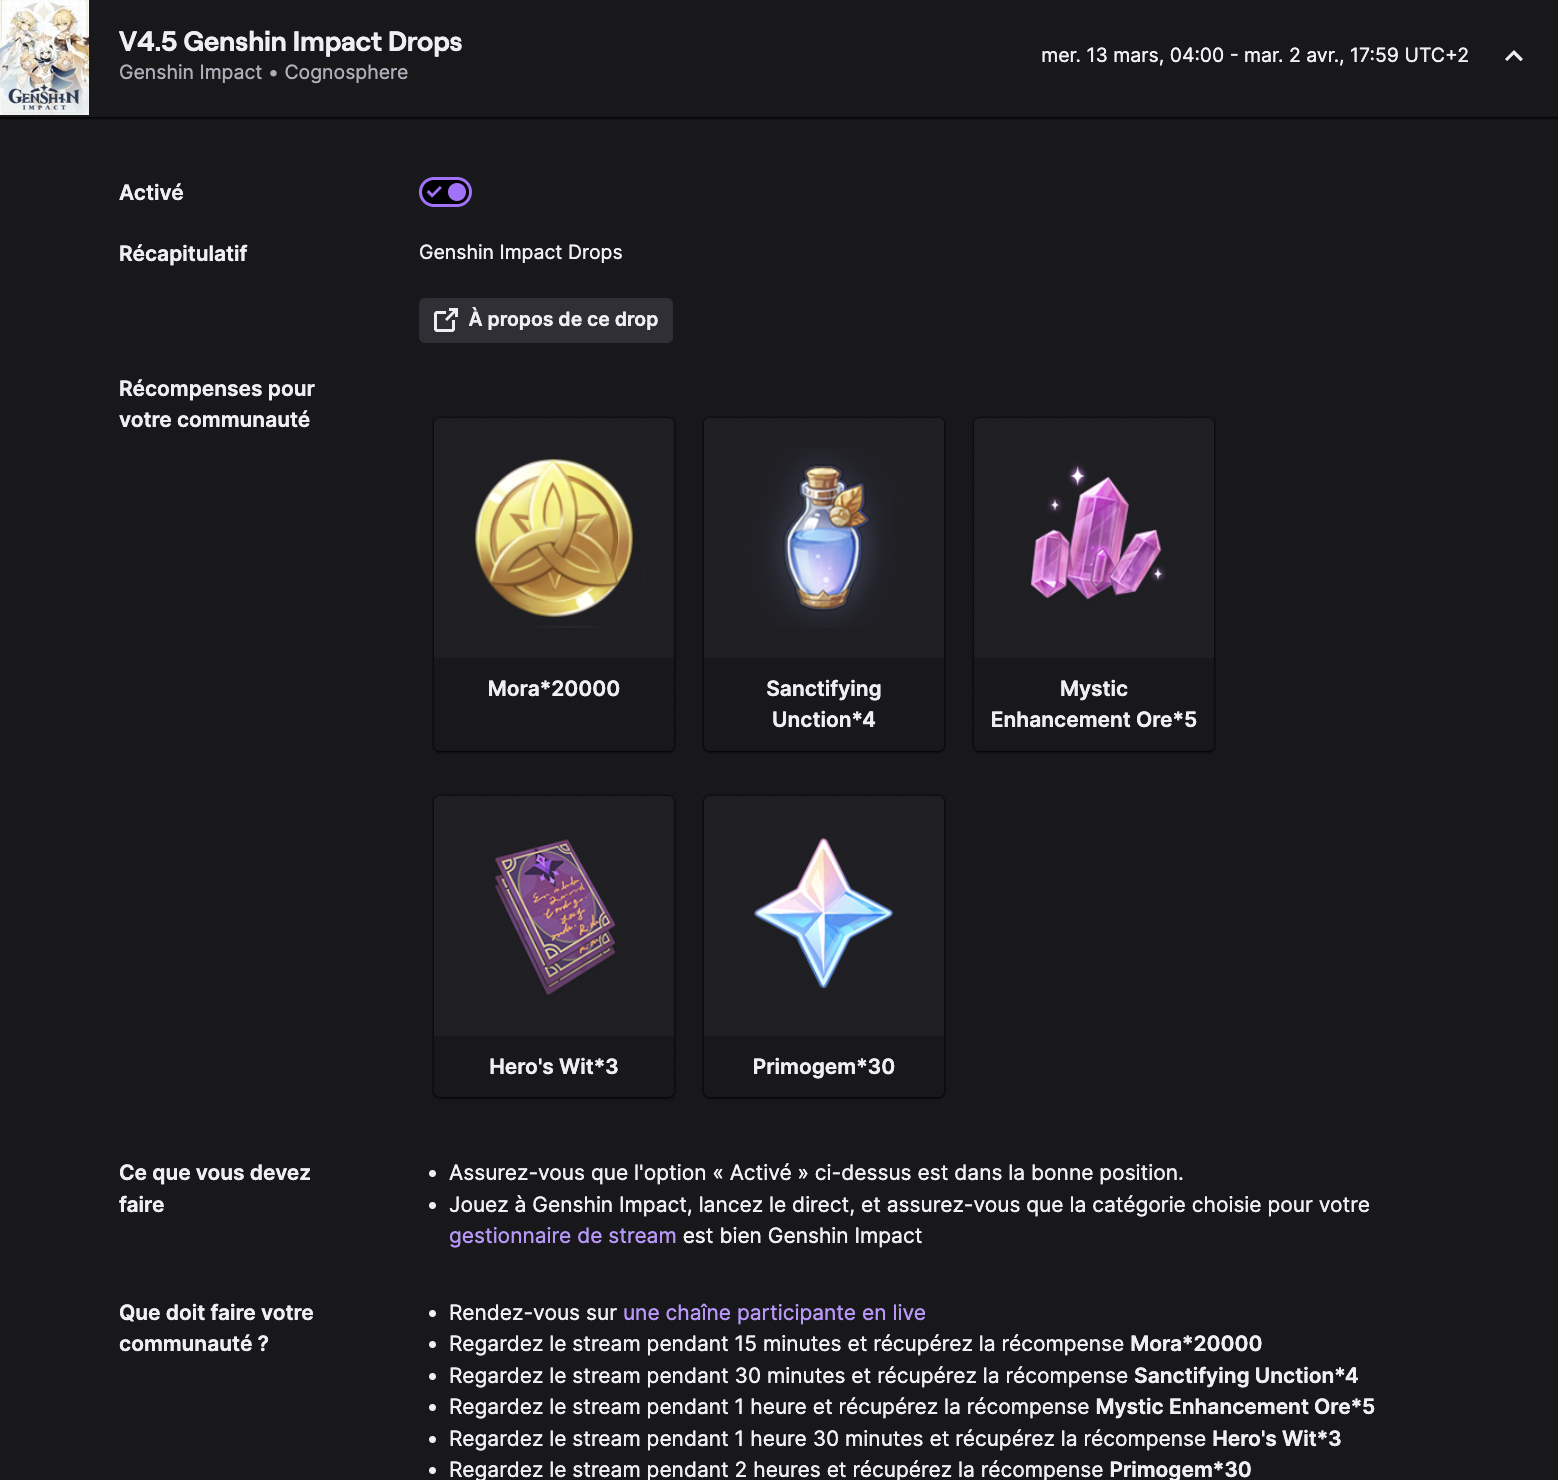 GENSHIN
IMPACT
V4.5 Genshin Impact Drops
Genshin Impact • Cognosphere
mer. 13 mars, 04:00 - mar. 2 avr., 17:59 UTC+2
Activé
Récapitulatif
Genshin Impact Drops
À propos de ce drop
Récompenses pour
votre communauté
Mora*20000
Sanctifying
Unction*4
Mystic
Enhancement Ore*5
Hero's Wit*3
Primogem*30
Ce que vous devez
faire
• Assurez-vous que l'option « Activé » ci-dessus est dans la bonne position.
• Jouez à Genshin Impact, lancez le direct, et assurez-vous que la catégorie choisie pour votre
gestionnaire de stream est bien Genshin Impact
Que doit faire votre
communauté ?
• Rendez-vous sur une chaîne participante en live
• Regardez le stream pendant 15 minutes et récupérez la récompense Mora*20000
• Regardez le stream pendant 30 minutes et récupérez la récompense Sanctifying Unction*4
• Regardez le stream pendant 1 heure et récupérez la récompense Mystic Enhancement Ore*5
• Regardez le stream pendant 1 heure 30 minutes et récupérez la récompense Hero's Wit*3
• Regardez le stream pendant 2 heures et récupérez la récompense Primogem*30